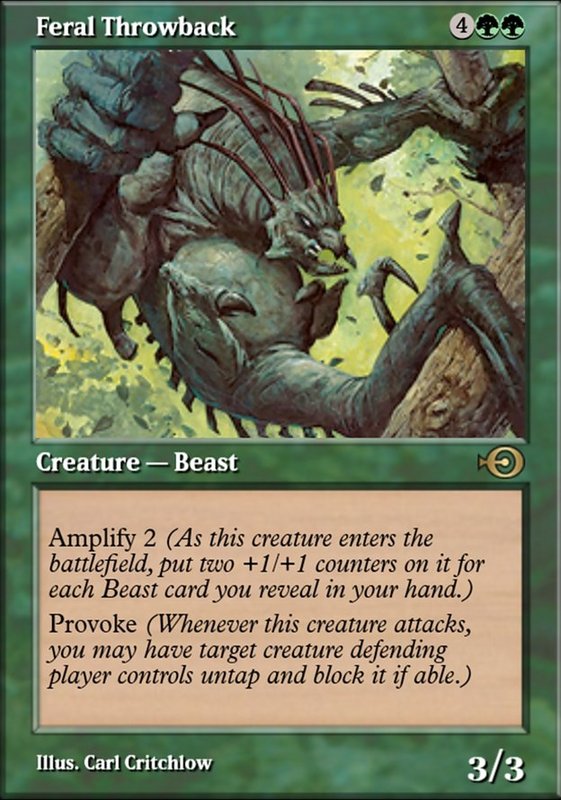 Feral Throwback 4
Creature — Beast
Amplify 2 (As this creature enters the
battlefield, put two +1/+1 counters on it for
each Beast card you reveal in your hand.)
Provoke (Whenever this creature attacks,
you may have target creature defending
player controls untap and block it if able.)
Illus. Carl Critchlow
3/3